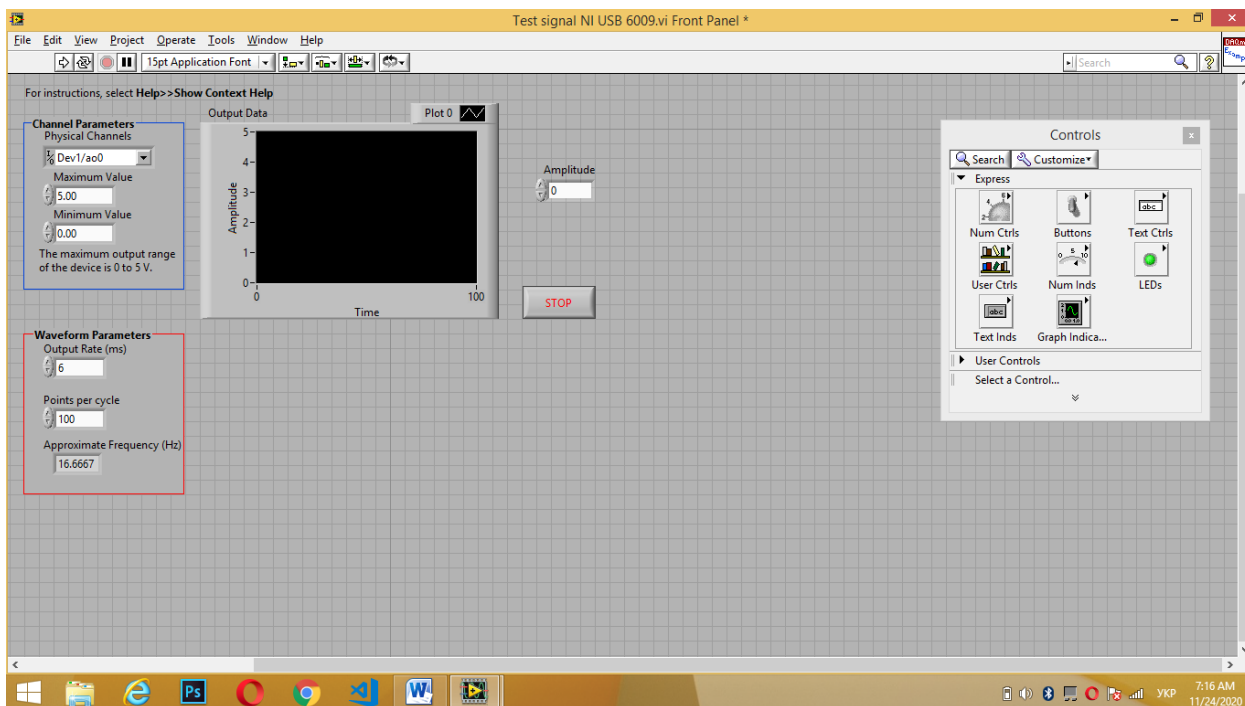 Test signal NI USB 6009.vi Front Panel *
File Edit View Project Operate Tools Window Help
15pt Application Font
Search
For instructions, select Help>>Show Context Help
Channel Parameters
Physical Channels
Dev1/ao0
Maximum Value
5.00
Minimum Value
0.00
The maximum output range
of the device is 0 to 5 V.
Output Data
Plot 0
5
4
3
2
1
0
Amplitude
0
100
Time
Amplitude
0
STOP
Waveform Parameters
Output Rate (ms)
6
Points per cycle
100
Approximate Frequency (Hz)
16.6667
Controls
Search
Customize
Express
Num Ctrls
Buttons
Text Ctrls
User Ctrls
Num Inds
LEDs
Text Inds
Graph Indica...
User Controls
Select a Control...
Ps
W
УКР
7:16 AM
11/24/2020